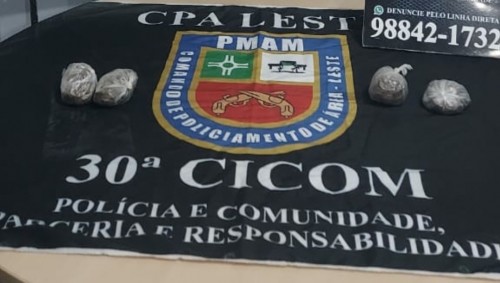 CPA LEST
DENUNCIE PELO LINHA DIRETA
98842-1732
PMAM
COMANDO DE POLICIAMENTO DE ÁREA - LESTE
30ª CICOM
POLÍCIA E COMUNIDADE,
PARCERIA E RESPONSABILIDADE